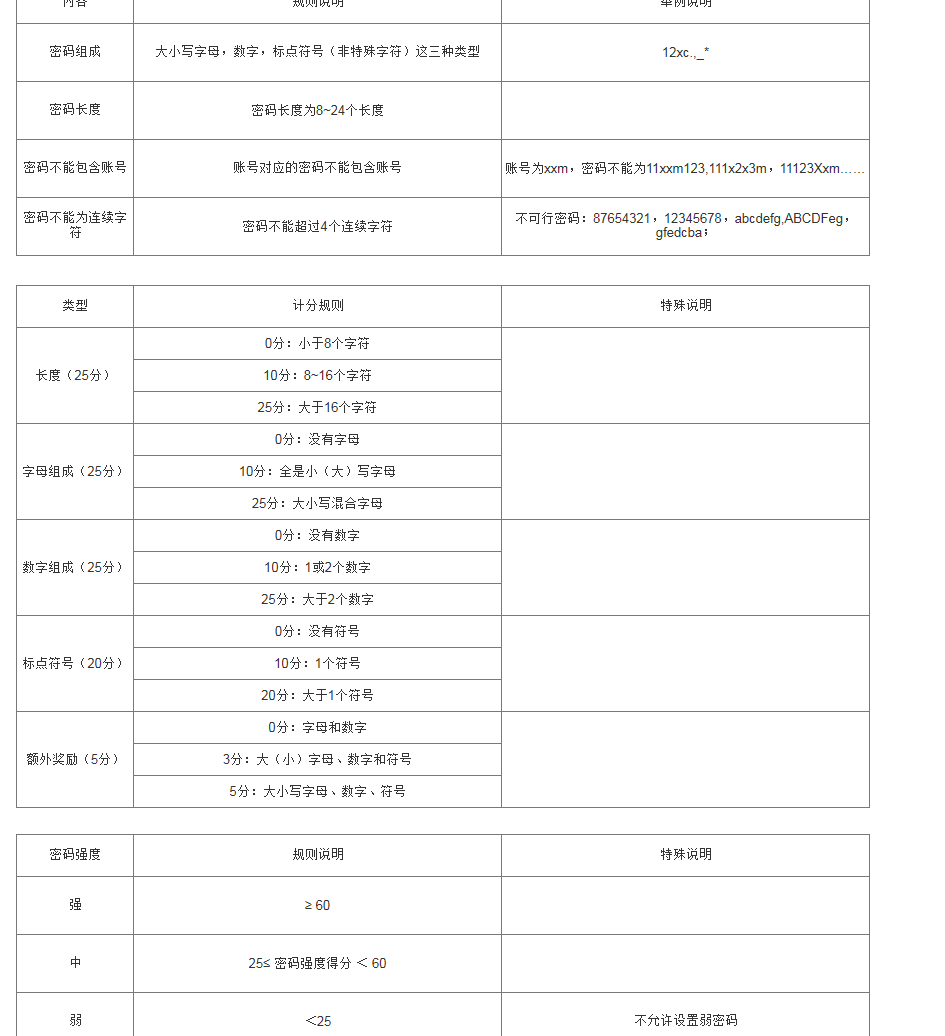 内容 规则说明 举例说明
密码组成 大小写字母，数字，标点符号（非特殊字符）这三种类型 12xc.,_*
密码长度 密码长度为8~24个长度
密码不能包含账号 账号对应的密码不能包含账号 账号为xxm，密码不能为11xxm123,111x2x3m，11123Xxm……
密码不能为连续字
符
密码不能超过4个连续字符
不可行密码：87654321，12345678，abcdefg,ABCDFeg，
gfedcba；
类型 计分规则 特殊说明
长度（25分）
0分：小于8个字符
10分：8~16个字符
25分：大于16个字符
字母组成（25分）
0分：没有字母
10分：全是小（大）写字母
25分：大小写混合字母
数字组成（25分）
0分：没有数字
10分：1或2个数字
25分：大于2个数字
标点符号（20分）
0分：没有符号
10分：1个符号
20分：大于1个符号
额外奖励（5分）
0分：字母和数字
3分：大（小）字母、数字和符号
5分：大小写字母、数字、符号
密码强度 规则说明 特殊说明
强 ≥ 60
中 25≤ 密码强度得分 ＜ 60
弱 ＜25 不允许设置弱密码